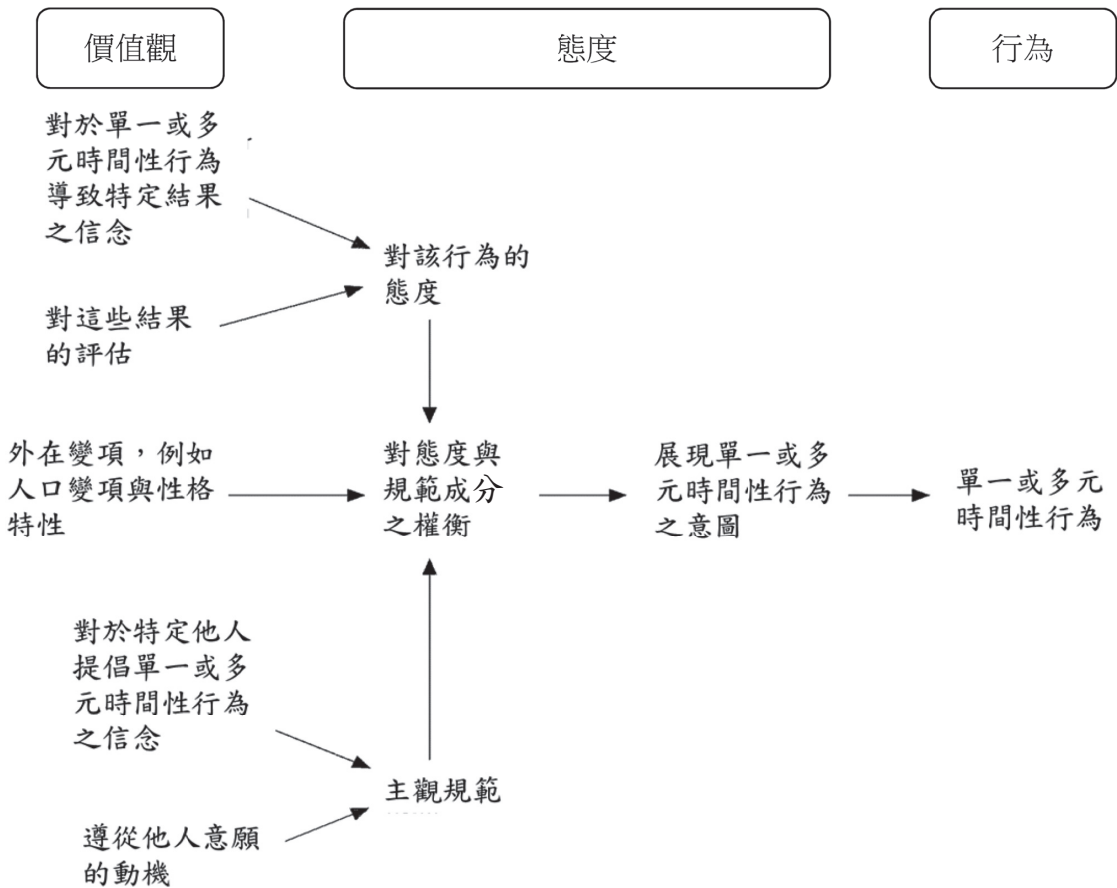 價值觀
態度
行為
對於單一或多
元時間性行為
導致特定結果
之信念
對該行為的
態度
對這些結果
的評估
外在變項，例如
人口變項與性格
特性
對態度與
規範成分
之權衡
展現單一或多
元時間性行為
之意圖
單一或多元
時間性行為
對於特定他人
提倡單一或多
元時間性行為
之信念
主觀規範
遵從他人意願
的動機